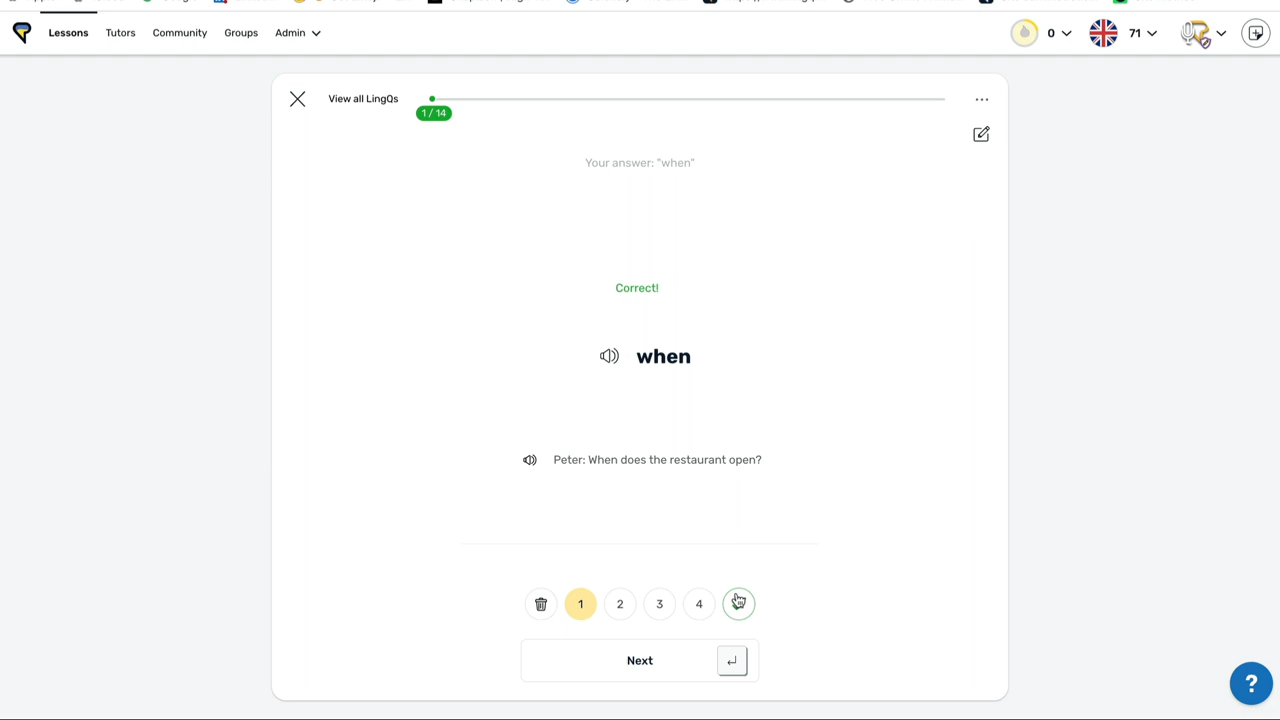 Lessons Tutors Community Groups Admin 0 71
View all LingQs
1 / 14
Your answer: "when"
Correct!
when
Peter: When does the restaurant open?
1 2 3 4
Next
?